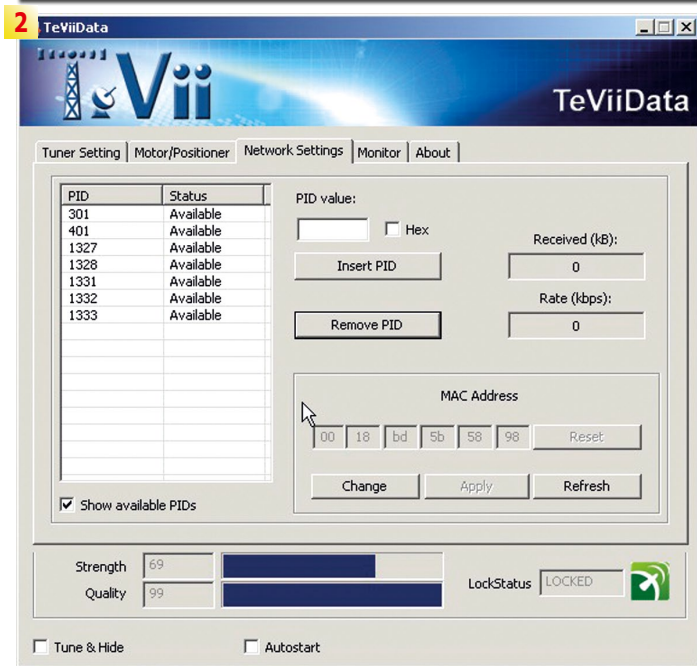 2
TeViiData
TeVii
TeViiData
Tuner Setting Motor/Positioner Network Settings Monitor About
PID Status
301 Available
401 Available
1327 Available
1328 Available
1331 Available
1332 Available
1333 Available
Show available PIDs
PID value:
Hex
Insert PID
Remove PID
Received (kB):
0
Rate (kbps):
0
MAC Address
00 18 bd 5b 58 98 Reset
Change Apply Refresh
Strength 69
Quality 99
LockStatus LOCKED
Tune & Hide Autostart